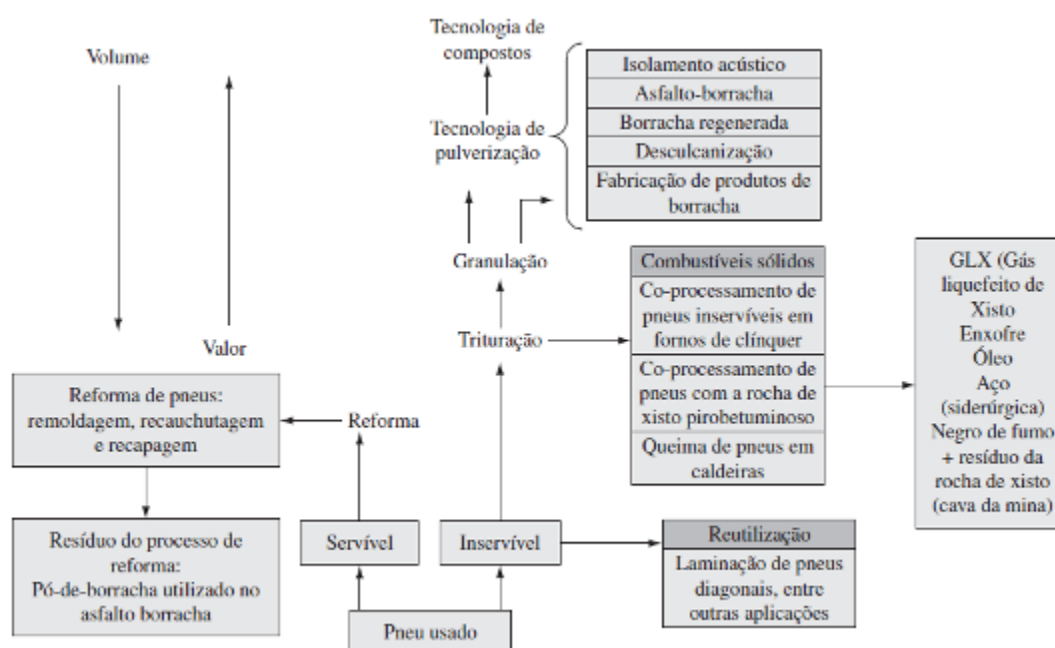 Volume
Valor
Tecnologia de
compostos
Tecnologia de
pulverização
Isolamento acústico
Asfalto-borracha
Borracha regenerada
Desculcanização
Fabricação de produtos de
borracha
Granulação
Trituração
Combustíveis sólidos
Co-processamento de
pneus inservíveis em
fornos de clínquer
Co-processamento de
pneus com a rocha de
xisto pirobetuminoso
Queima de pneus em
caldeiras
GLX (Gás
liquefeito de
Xisto
Enxofre
Óleo
Aço
(siderúrgica)
Negro de fumo
+ resíduo da
rocha de xisto
(cava da mina)
Reforma de pneus:
remoldagem, recauchutagem
e recapagem
Reforma
Resíduo do processo de
reforma:
Pó-de-borracha utilizado no
asfalto borracha
Servível
Inservível
Reutilização
Laminação de pneus
diagonais, entre
outras aplicações
Pneu usado